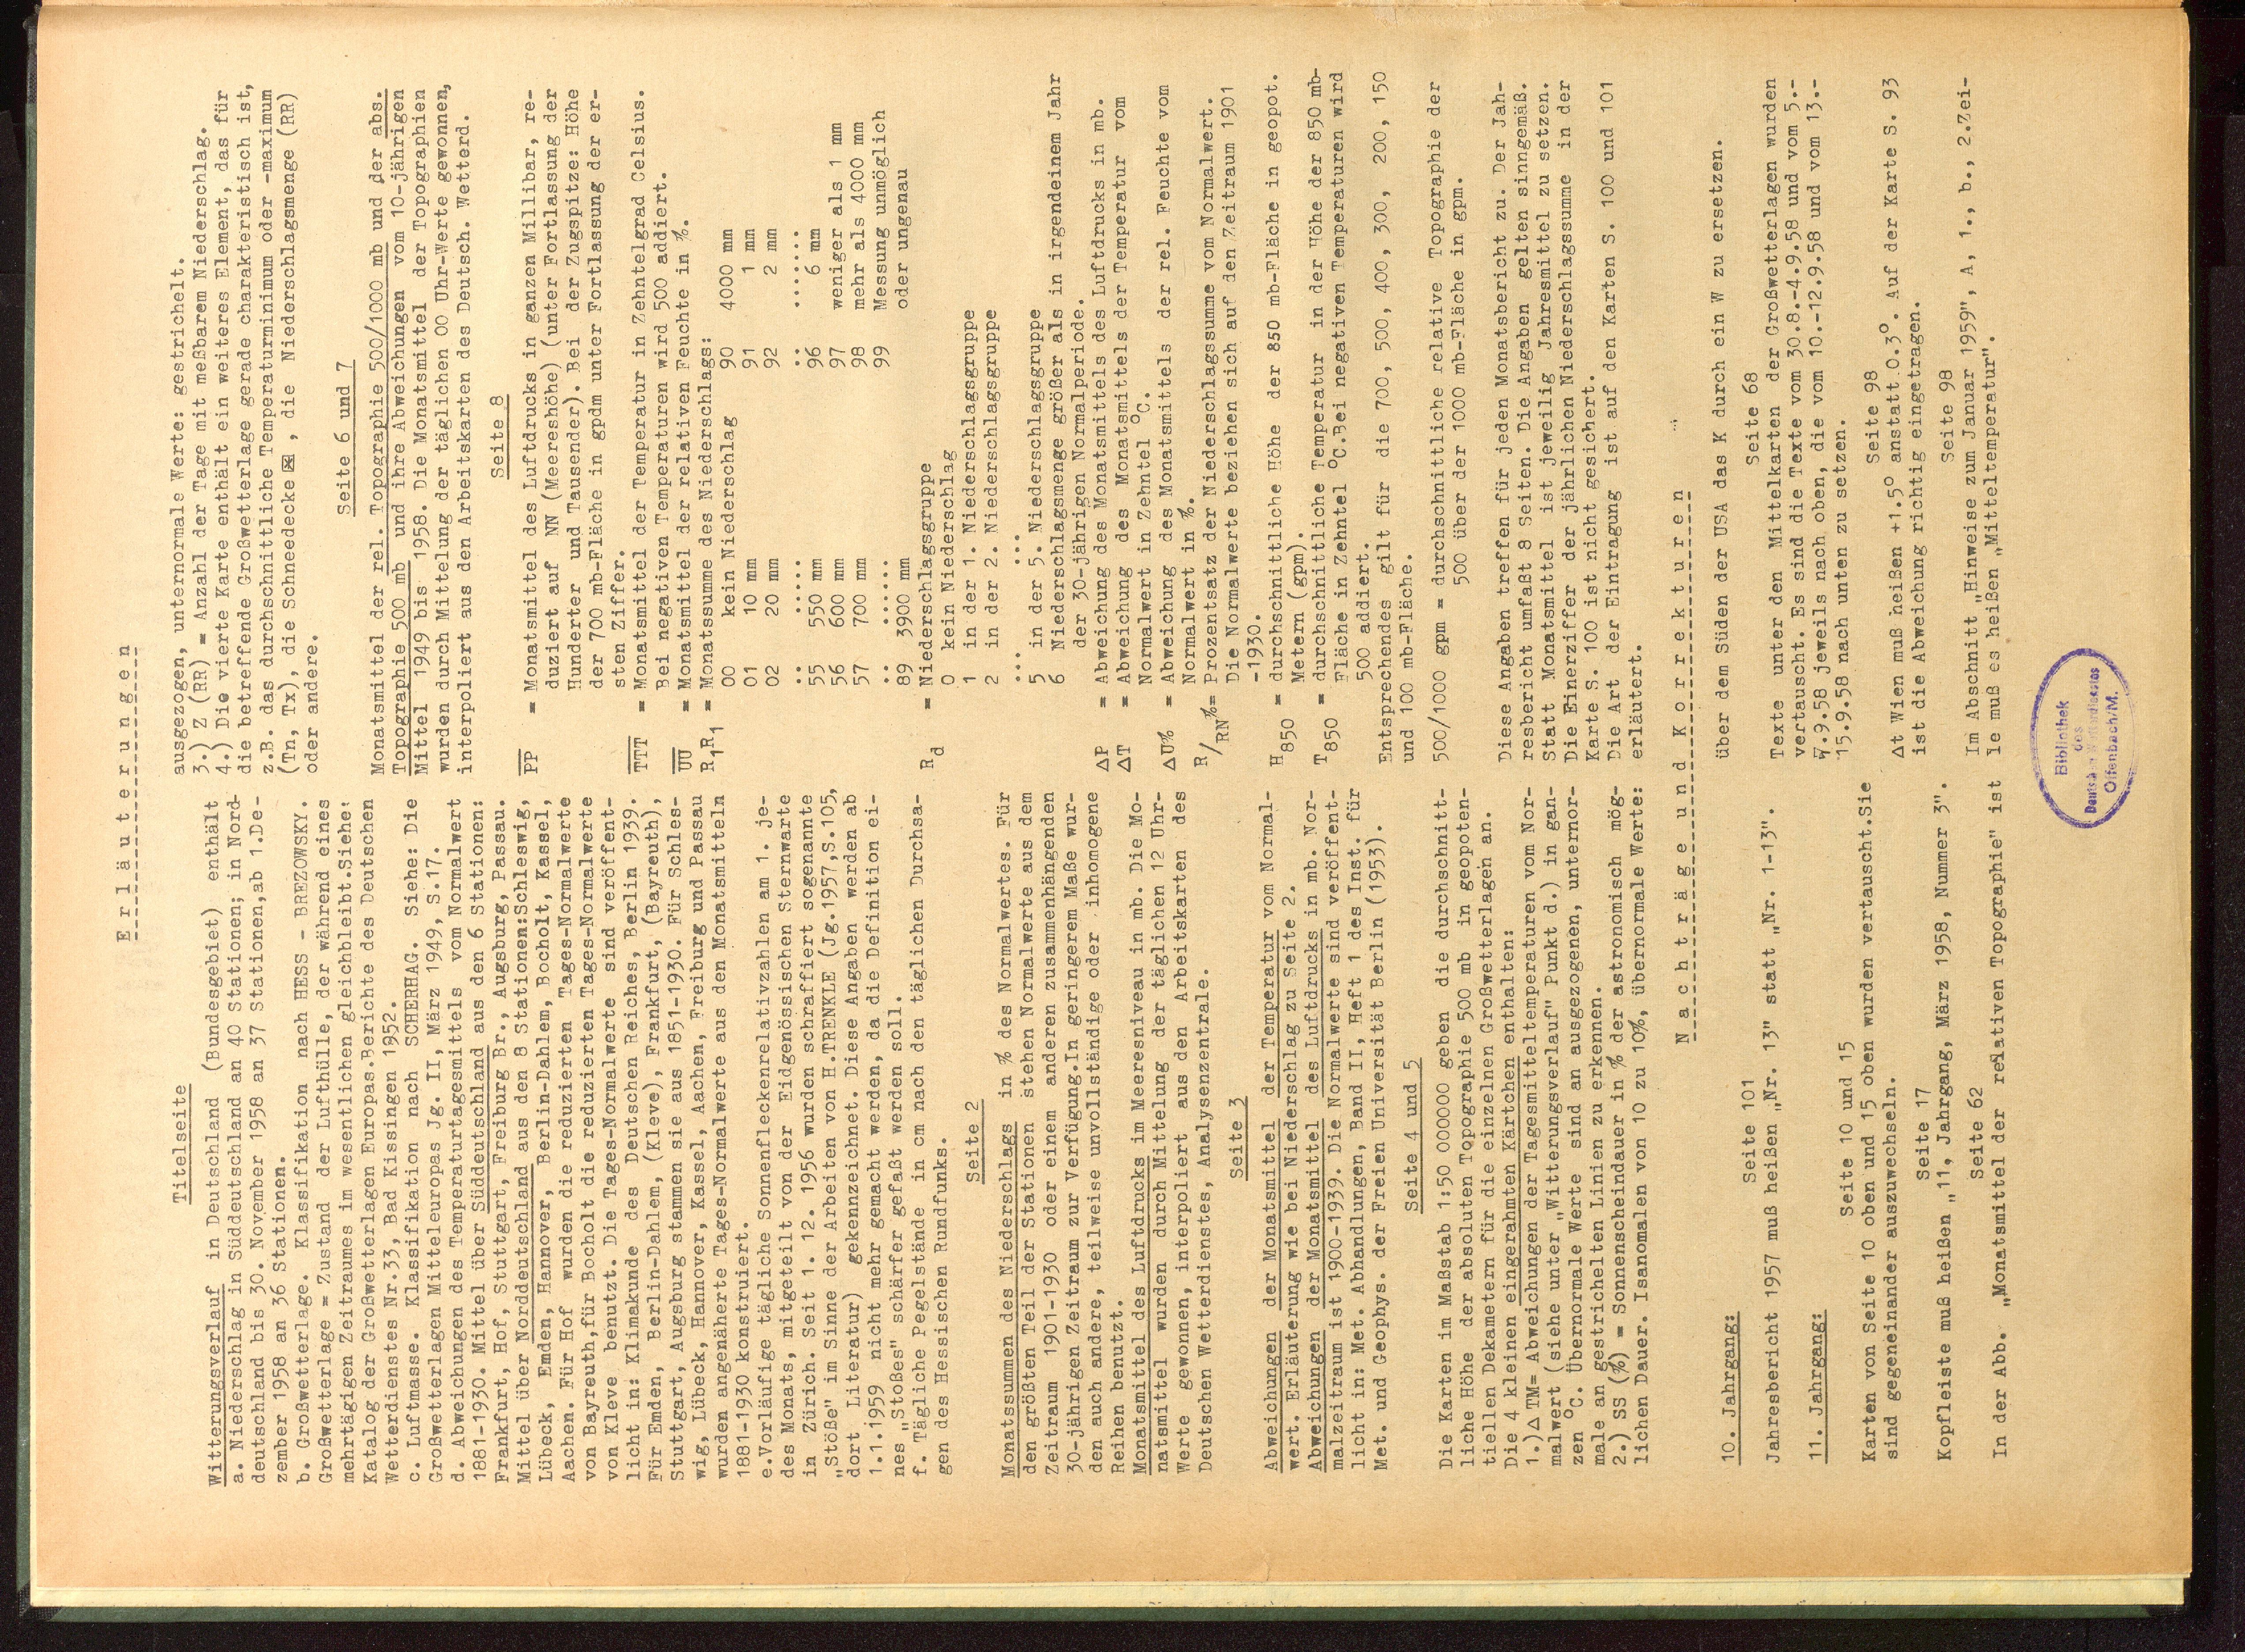 E r l ä u t e r u n g e n
Titelseite
Witterungsverlauf in Deutschland (Bundesgebiet) enthält
a. Niederschlag in Süddeutschland an 40 Stationen; in Nord-
deutschland bis 30. November 1958 an 37 Stationen,ab 1.De-
zember 1958 an 36 Stationen.
b. Großwetterlage. Klassifikation nach HESS - BREZOWSKY.
Großwetterlage = Zustand der Lufthülle, der während eines
mehrtägigen Zeitraumes im wesentlichen gleichbleibt.Siehe:
Katalog der Großwetterlagen Europas.Berichte des Deutschen
Wetterdienstes Nr.33, Bad Kissingen 1952.
c. Luftmasse. Klassifikation nach SCHERHAG. Siehe: Die
Großwetterlagen Mitteleuropas Jg. II, März 1949, S.17.
d. Abweichungen des Temperaturtagesmittels vom Normalwert
1881-1930. Mittel über Süddeutschland aus den 6 Stationen:
Frankfurt, Hof, Stuttgart, Freiburg Br., Augsburg, Passau.
Mittel über Norddeutschland aus den 8 Stationen:Schleswig,
Lübeck, Emden, Hannover, Berlin-Dahlem, Bocholt, Kassel,
Aachen. Für Hof wurden die reduzierten Tages-Normalwerte
von Bayreuth,für Bocholt die reduzierten Tages-Normalwerte
von Kleve benutzt. Die Tages-Normalwerte sind veröffent-
licht in: Klimakunde des Deutschen Reiches, Berlin 1939.
Für Emden, Berlin-Dahlem, (Kleve), Frankfurt, (Bayreuth),
Stuttgart, Augsburg stammen sie aus 1851-1930. Für Schles-
wig, Lübeck, Hannover, Kassel, Aachen, Freiburg und Passau
wurden angenäherte Tages-Normalwerte aus den Monatsmitteln
1881-1930 konstruiert.
e.Vorläufige tägliche Sonnenfleckenrelativzahlen am 1. je-
des Monats, mitgeteilt von der Eidgenössischen Sternwarte
in Zürich. Seit 1. 12. 1956 wurden schraffiert sogenannte
"Stöße" im Sinne der Arbeiten von H.TRENKLE (Jg.1957,S.105,
dort Literatur) gekennzeichnet. Diese Angaben werden ab
1.1.1959 nicht mehr gemacht werden, da die Definition ei-
nes "Stoßes" schärfer gefaßt werden soll.
f. Tägliche Pegelstände in cm nach den täglichen Durchsa-
gen des Hessischen Rundfunks.
Seite 2
Monatssummen des Niederschlags in % des Normalwertes. Für
den größten Teil der Stationen stehen Normalwerte aus dem
Zeitraum 1901-1930 oder einem anderen zusammenhängenden
30-jährigen Zeitraum zur Verfügung.In geringerem Maße wur-
den auch andere, teilweise unvollständige oder inhomogene
Reihen benutzt.
Monatsmittel des Luftdrucks im Meeresniveau in mb. Die Mo-
natsmittel wurden durch Mittelung der täglichen 12 Uhr-
Werte gewonnen, interpoliert aus den Arbeitskarten des
Deutschen Wetterdienstes, Analysenzentrale.
Seite 3
Abweichungen der Monatsmittel der Temperatur vom Normal-
wert. Erläuterung wie bei Niederschlag zu Seite 2.
Abweichungen der Monatsmittel des Luftdrucks in mb. Nor-
malzeitraum ist 1900-1939. Die Normalwerte sind veröffent-
licht in: Met. Abhandlungen, Band II, Heft 1 des Inst. für
Met. und Geophys. der Freien Universität Berlin (1953).
Seite 4 und 5
Die Karten im Maßstab 1:50 000000 geben die durchschnitt-
liche Höhe der absoluten Topographie 500 mb in geopoten-
tiellen Dekametern für die einzelnen Großwetterlagen an.
Die 4 kleinen eingerahmten Kärtchen enthalten:
1.)Δ TM= Abweichungen der Tagesmitteltemperaturen vom Nor-
malwert (siehe unter „Witterungsverlauf" Punkt d.) in gan-
zen °C. Übernormale Werte sind an ausgezogenen, unternor-
male an gestrichelten Linien zu erkennen.
2.) SS (%) = Sonnenscheindauer in % der astronomisch mög-
lichen Dauer. Isanomalen von 10 zu 10%, übernormale Werte:
ausgezogen, unternormale Werte: gestrichelt.
3.) Z (RR) = Anzahl der Tage mit meßbarem Niederschlag.
4.) Die vierte Karte enthält ein weiteres Element, das für
die betreffende Großwetterlage gerade charakteristisch ist,
z.B. das durchschnittliche Temperaturminimum oder -maximum
(Tn, Tx), die Schneedecke , die Niederschlagsmenge (RR)
oder andere.
Seite 6 und 7
Monatsmittel der rel. Topographie 500/1000 mb und der abs.
Topographie 500 mb und ihre Abweichungen vom 10-jährigen
Mittel 1949 bis 1958. Die Monatsmittel der Topographien
wurden durch Mittelung der täglichen 00 Uhr-Werte gewonnen,
interpoliert aus den Arbeitskarten des Deutsch. Wetterd.
Seite 8
PP = Monatsmittel des Luftdrucks in ganzen Millibar, re-
duziert auf NN (Meereshöhe) (unter Fortlassung der
Hunderter und Tausender). Bei der Zugspitze: Höhe
der 700 mb-Fläche in gpdm unter Fortlassung der er-
sten Ziffer.
TTT = Monatsmittel der Temperatur in Zehntelgrad Celsius.
Bei negativen Temperaturen wird 500 addiert.
UU = Monatsmittel der relativen Feuchte in %.
R1R1 = Monatssumme des Niederschlags:
00 kein Niederschlag 90 4000 mm
01 10 mm 91 1 mm
02 20 mm 92 2 mm
.. ...... .. .......
55 550 mm 96 6 mm
56 600 mm 97 weniger als 1 mm
57 700 mm 98 mehr als 4000 mm
.. ...... 99 Messung unmöglich
89 3900 mm oder ungenau
Rd = Niederschlagsgruppe
0 kein Niederschlag
1 in der 1. Niederschlagsgruppe
2 in der 2. Niederschlagsgruppe
... ...
5 in der 5. Niederschlagsgruppe
6 Niederschlagsmenge größer als in irgendeinem Jahr
der 30-jährigen Normalperiode.
ΔP = Abweichung des Monatsmittels des Luftdrucks in mb.
ΔT = Abweichung des Monatsmittels der Temperatur vom
Normalwert in Zehntel °C.
ΔU% = Abweichung des Monatsmittels der rel. Feuchte vom
Normalwert in %.
R/RN%= Prozentsatz der Niederschlagssumme vom Normalwert.
Die Normalwerte beziehen sich auf den Zeitraum 1901
-1930.
H850 = durchschnittliche Höhe der 850 mb-Fläche in geopot.
Metern (gpm).
T850 = durchschnittliche Temperatur in der Höhe der 850 mb-
Fläche in Zehntel °C.Bei negativen Temperaturen wird
500 addiert.
Entsprechendes gilt für die 700, 500, 400, 300, 200, 150
und 100 mb-Fläche.
500/1000 gpm = durchschnittliche relative Topographie der
500 über der 1000 mb-Fläche in gpm.
Diese Angaben treffen für jeden Monatsbericht zu. Der Jah-
resbericht umfaßt 8 Seiten. Die Angaben gelten sinngemäß.
Statt Monatsmittel ist jeweilig Jahresmittel zu setzen.
Die Einerziffer der jährlichen Niederschlagssumme in der
Karte S. 100 ist nicht gesichert.
Die Art der Eintragung ist auf den Karten S. 100 und 101
erläutert.
N a c h t r ä g e u n d K o r r e k t u r e n
10. Jahrgang:
Seite 101
Jahresbericht 1957 muß heißen „Nr. 13" statt „Nr. 1-13".
11. Jahrgang:
Seite 10 und 15
Karten von Seite 10 oben und 15 oben wurden vertauscht.Sie
sind gegeneinander auszuwechseln.
Seite 17
Kopfleiste muß heißen „11. Jahrgang, März 1958, Nummer 3".
Seite 62
In der Abb. „Monatsmittel der relativen Topographie" ist
über dem Süden der USA das K durch ein W zu ersetzen.
Seite 68
Texte unter den Mittelkarten der Großwetterlagen wurden
vertauscht. Es sind die Texte vom 30.8.-4.9.58 und vom 5.-
7.9.58 jeweils nach oben, die vom 10.-12.9.58 und vom 13.-
15.9.58 nach unten zu setzen.
Seite 98
Δt Wien muß heißen +1.5° anstatt 0.3°. Auf der Karte S. 93
ist die Abweichung richtig eingetragen.
Seite 98
Im Abschnitt „Hinweise zum Januar 1959", A, 1., b., 2.Zei-
le muß es heißen „Mitteltemperatur".
Bibliothek
des
Deutschen Wetterdienstes
Offenbach/M.